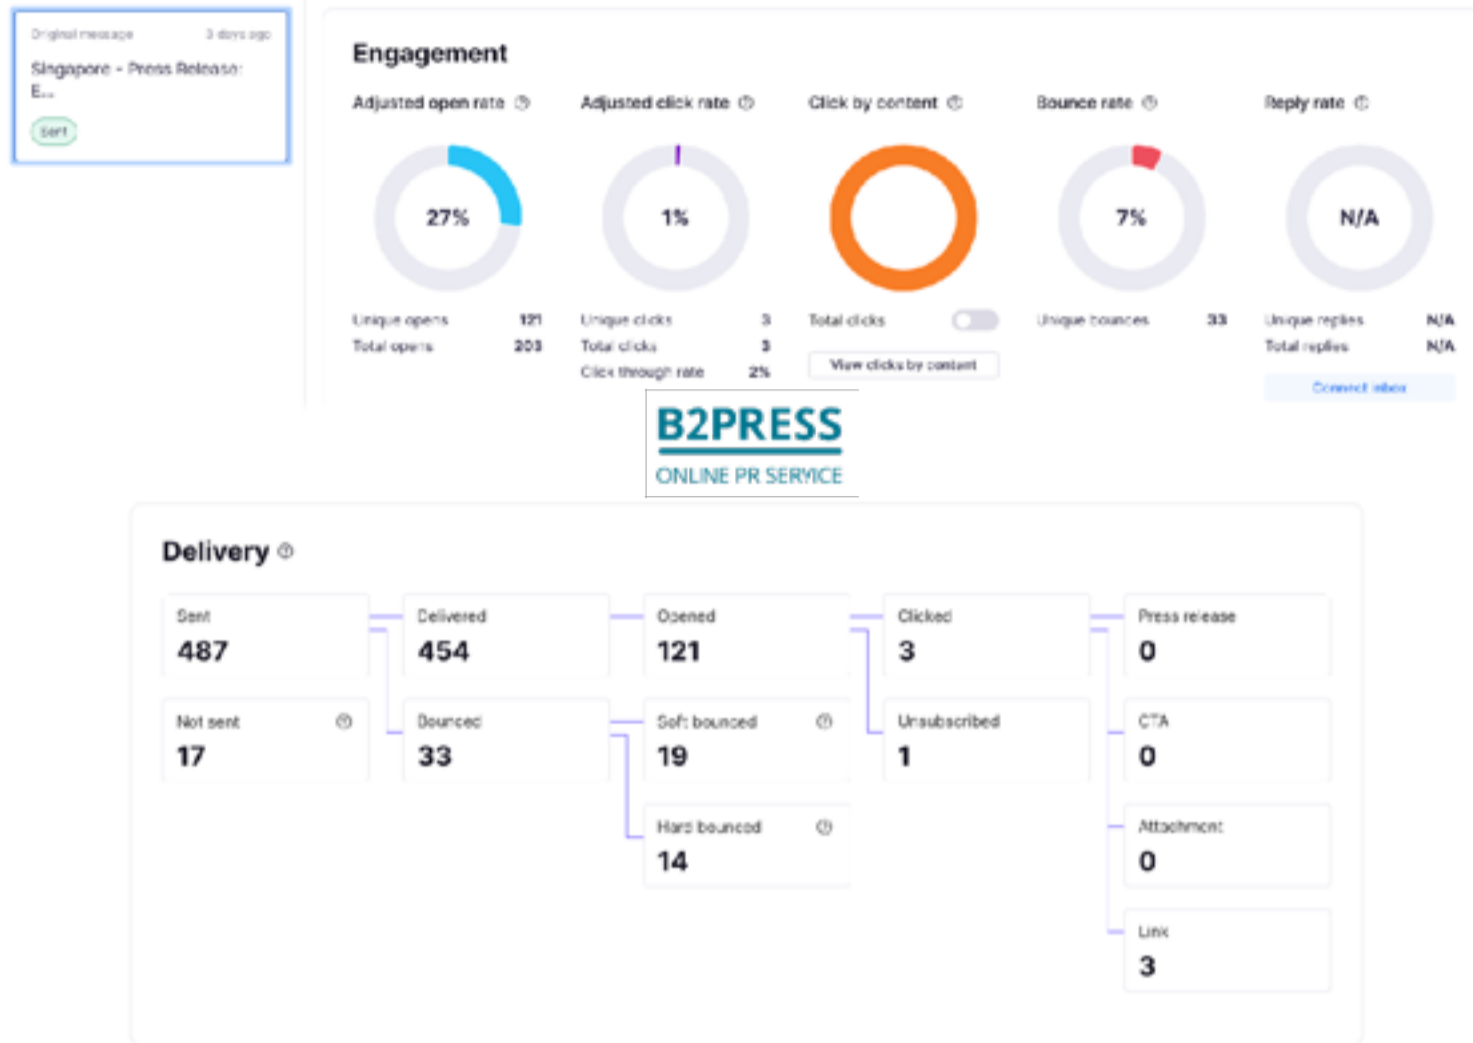 Original message 3 days ago
Singapore - Press Release:
E...
Sent
Engagement
Adjusted open rate Adjusted click rate Click by content Bounce rate Reply rate
27% 1% 7% N/A
Unique opens 121 Unique clicks 3 Total clicks Unique bounces 33 Unique replies N/A
Total opens 203 Total clicks 3 Total replies N/A
View clicks by content
Click through rate 2%
Connect inbox
B2PRESS
ONLINE PR SERVICE
Delivery
Sent Delivered Opened Clicked Press release
487 454 121 3 0
Not sent Bounced Soft bounced Unsubscribed CTA
17 33 19 1 0
Hard bounced Attachment
14 0
Link
3